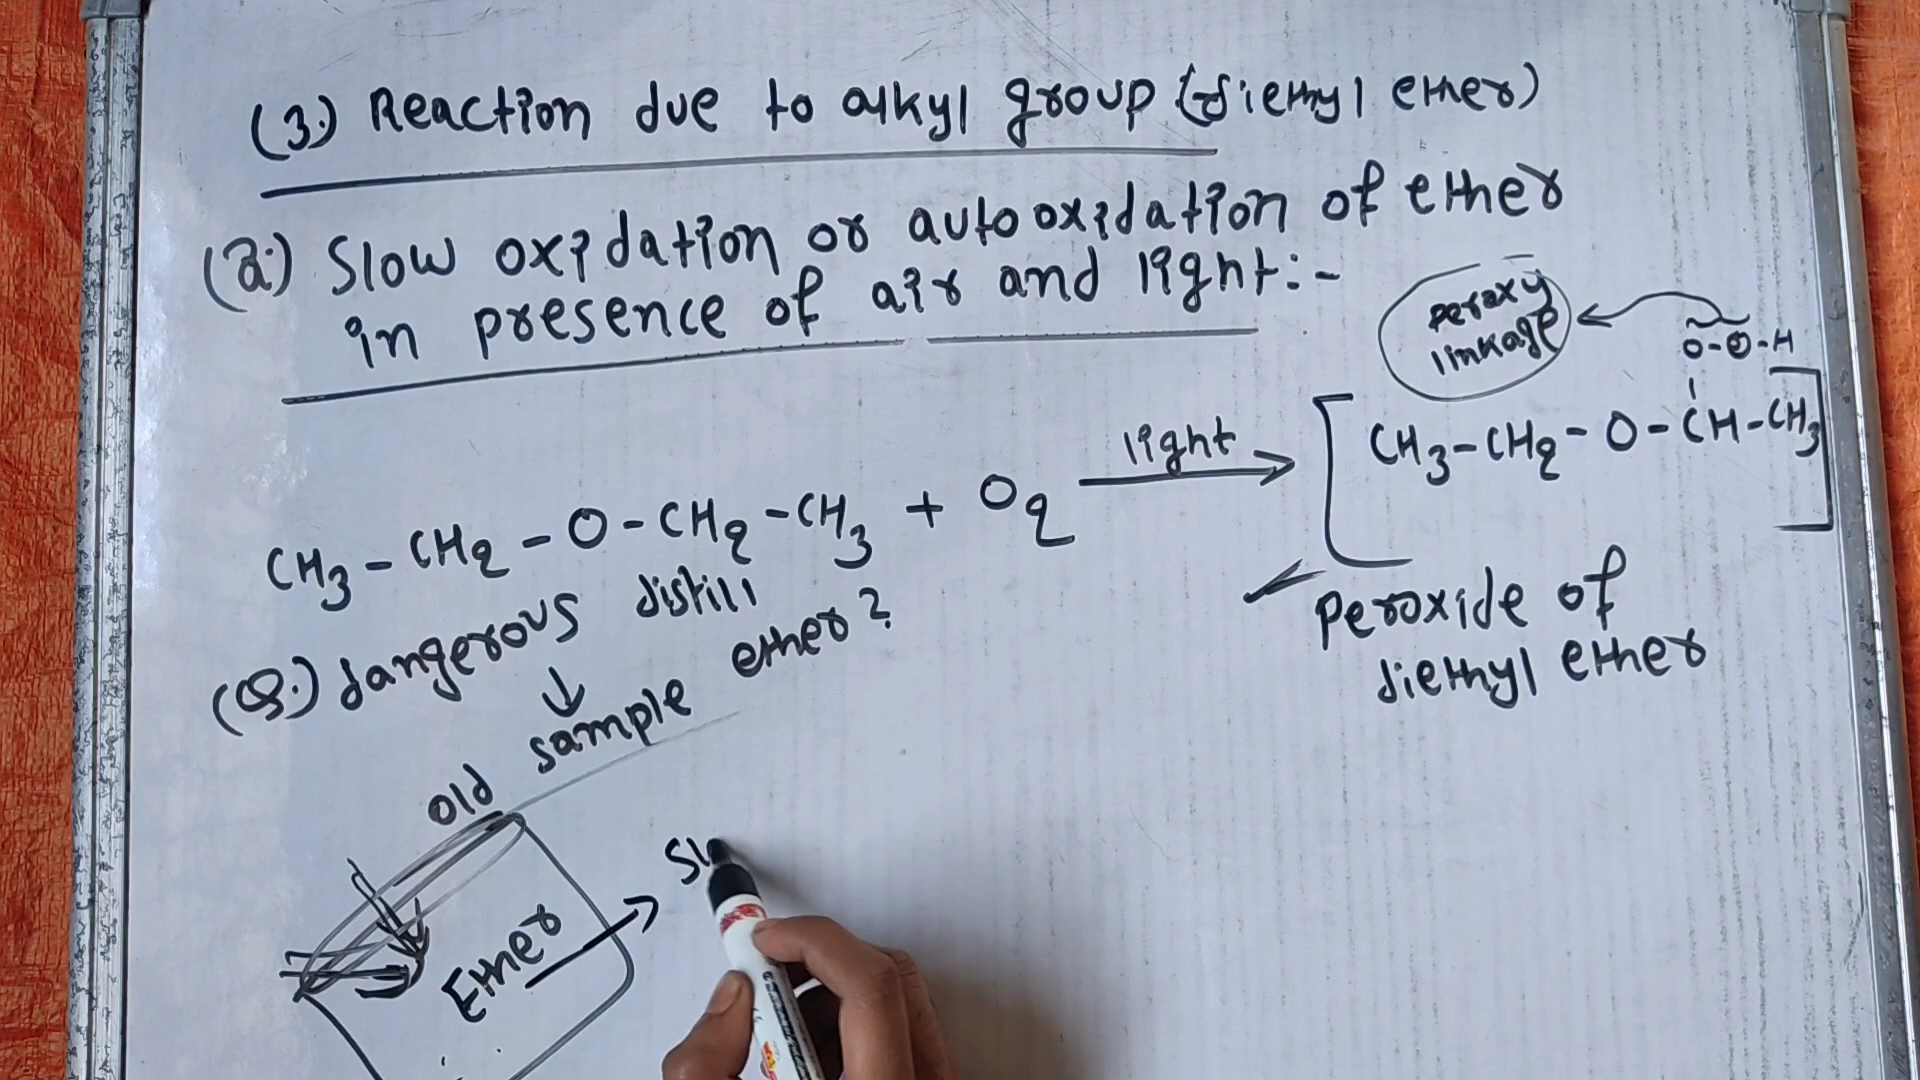 (3.) Reaction due to alkyl group (diethyl ether)
(a.) Slow oxidation or auto oxidation of ether
in presence of air and light:-
peroxy
linkage
O-O-H
CH3-CH2-O-CH-CH3
light
CH3-CH2-O-CH2-CH3 + O2
Peroxide of
diethyl ether
(Q.) dangerous distill
old sample ether?
Ether